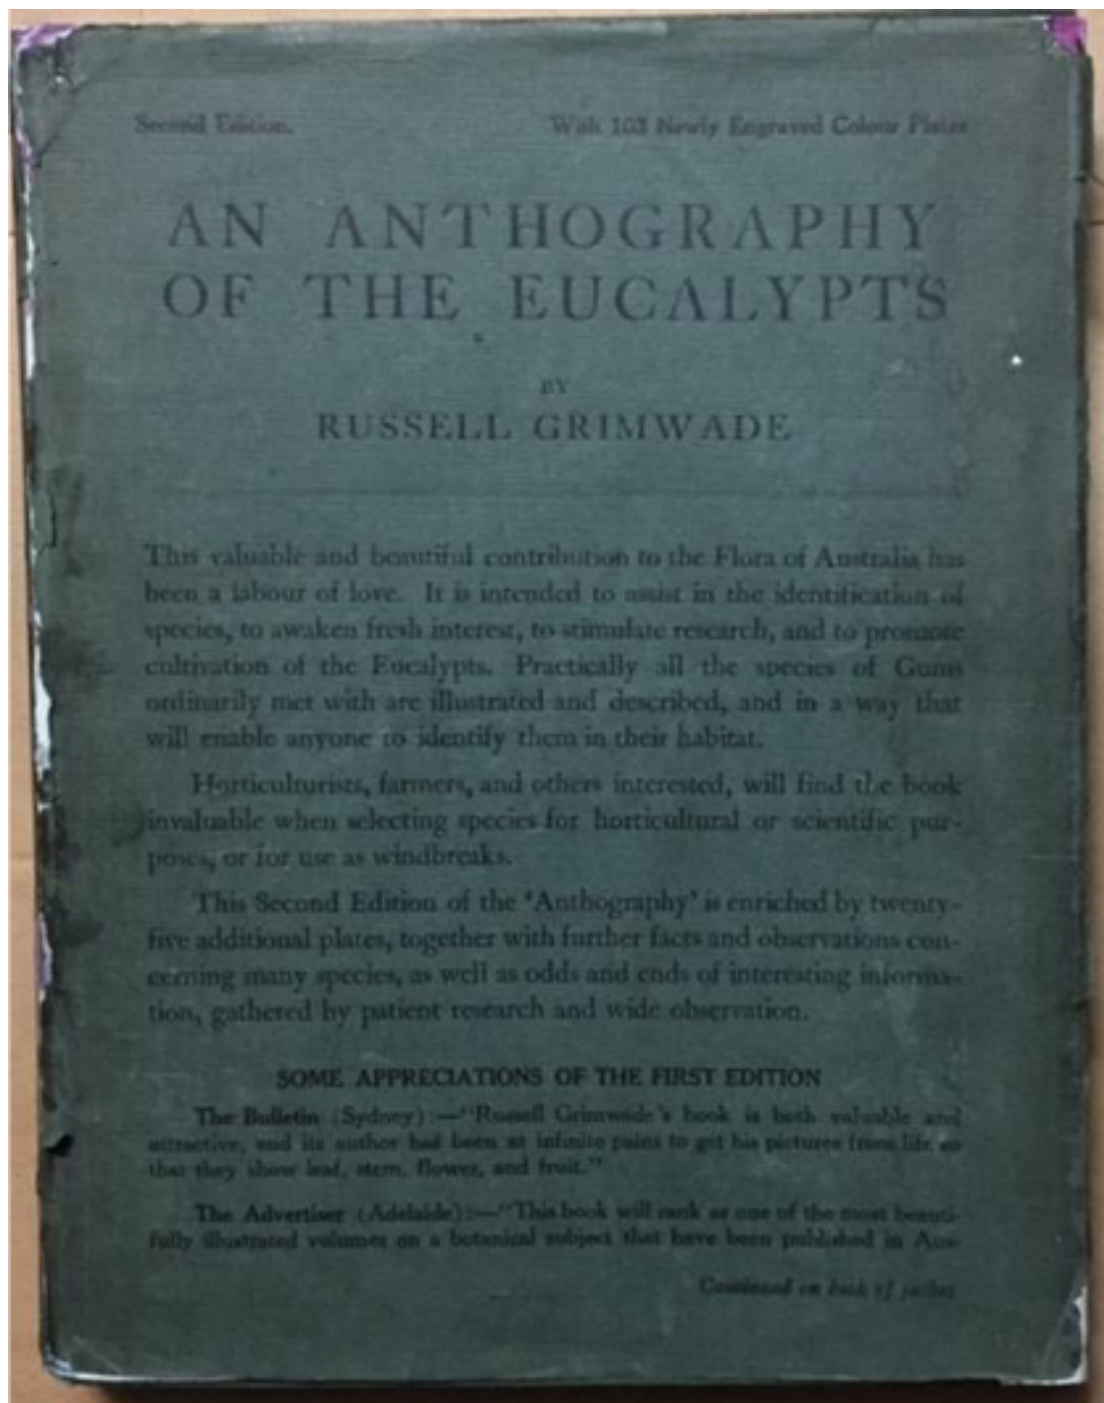 Second Edition.
With 103 Newly Engraved Colour Plates
AN ANTHOGRAPHY
OF THE EUCALYPTS
BY
RUSSELL GRIMWADE
This valuable and beautiful contribution to the Flora of Australia has
been a labour of love. It is intended to assist in the identification of
species, to awaken fresh interest, to stimulate research, and to promote
cultivation of the Eucalypts. Practically all the species of Gums
ordinarily met with are illustrated and described, and in a way that
will enable anyone to identify them in their habitat.
Horticulturists, farmers, and others interested, will find the book
invaluable when selecting species for horticultural or scientific pur-
poses, or for use as windbreaks.
This Second Edition of the 'Anthography' is enriched by twenty-
five additional plates, together with further facts and observations con-
cerning many species, as well as odds and ends of interesting informa-
tion, gathered by patient research and wide observation.
SOME APPRECIATIONS OF THE FIRST EDITION
The Bulletin (Sydney):—"Russell Grimwade's book is both valuable and
attractive, and its author has been at infinite pains to get his pictures from life so
that they show leaf, stem, flower, and fruit."
The Advertiser (Adelaide):—"This book will rank as one of the most beauti-
fully illustrated volumes on a botanical subject that have been published in Aus-
Continued on back of jacket